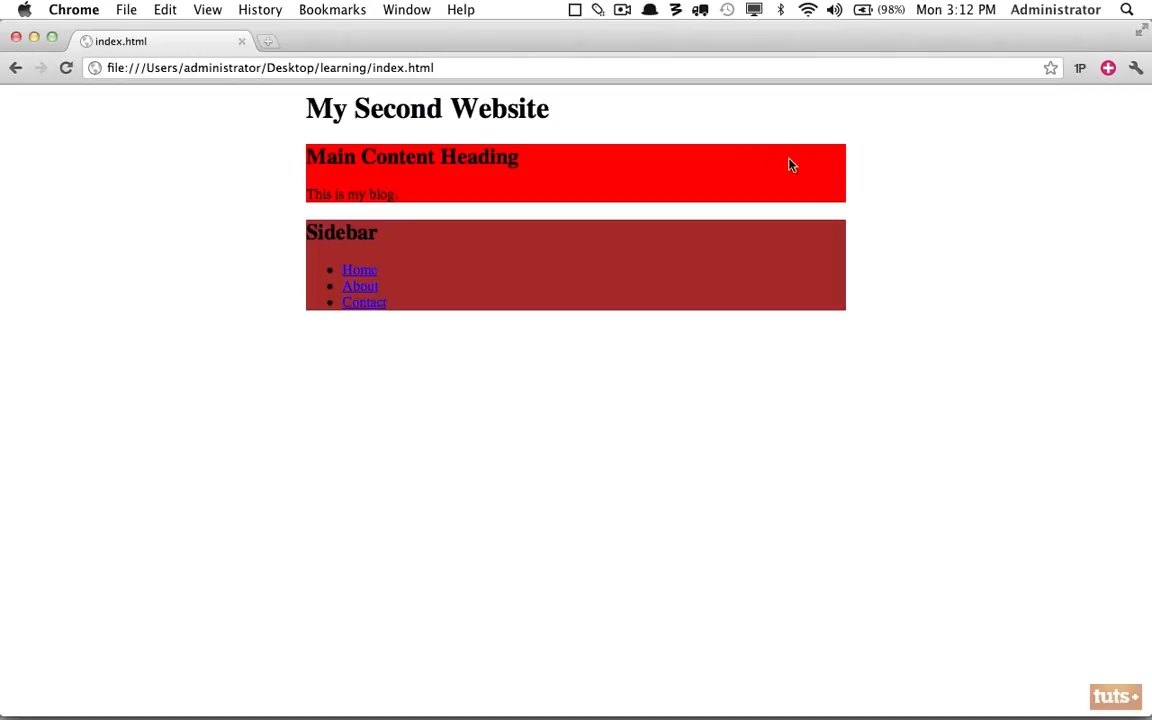 Chrome File Edit View History Bookmarks Window Help (98%) Mon 3:12 PM Administrator
index.html
file:///Users/administrator/Desktop/learning/index.html 1P
My Second Website
Main Content Heading
This is my blog.
Sidebar
Home
About
Contact
tuts+